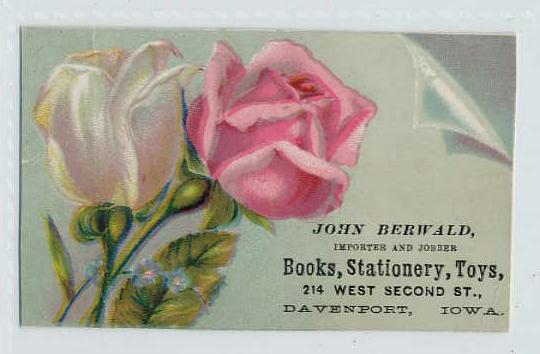 JOHN BERWALD,
IMPORTER AND JOBBER
Books, Stationery, Toys,
214 WEST SECOND ST.,
DAVENPORT, IOWA.